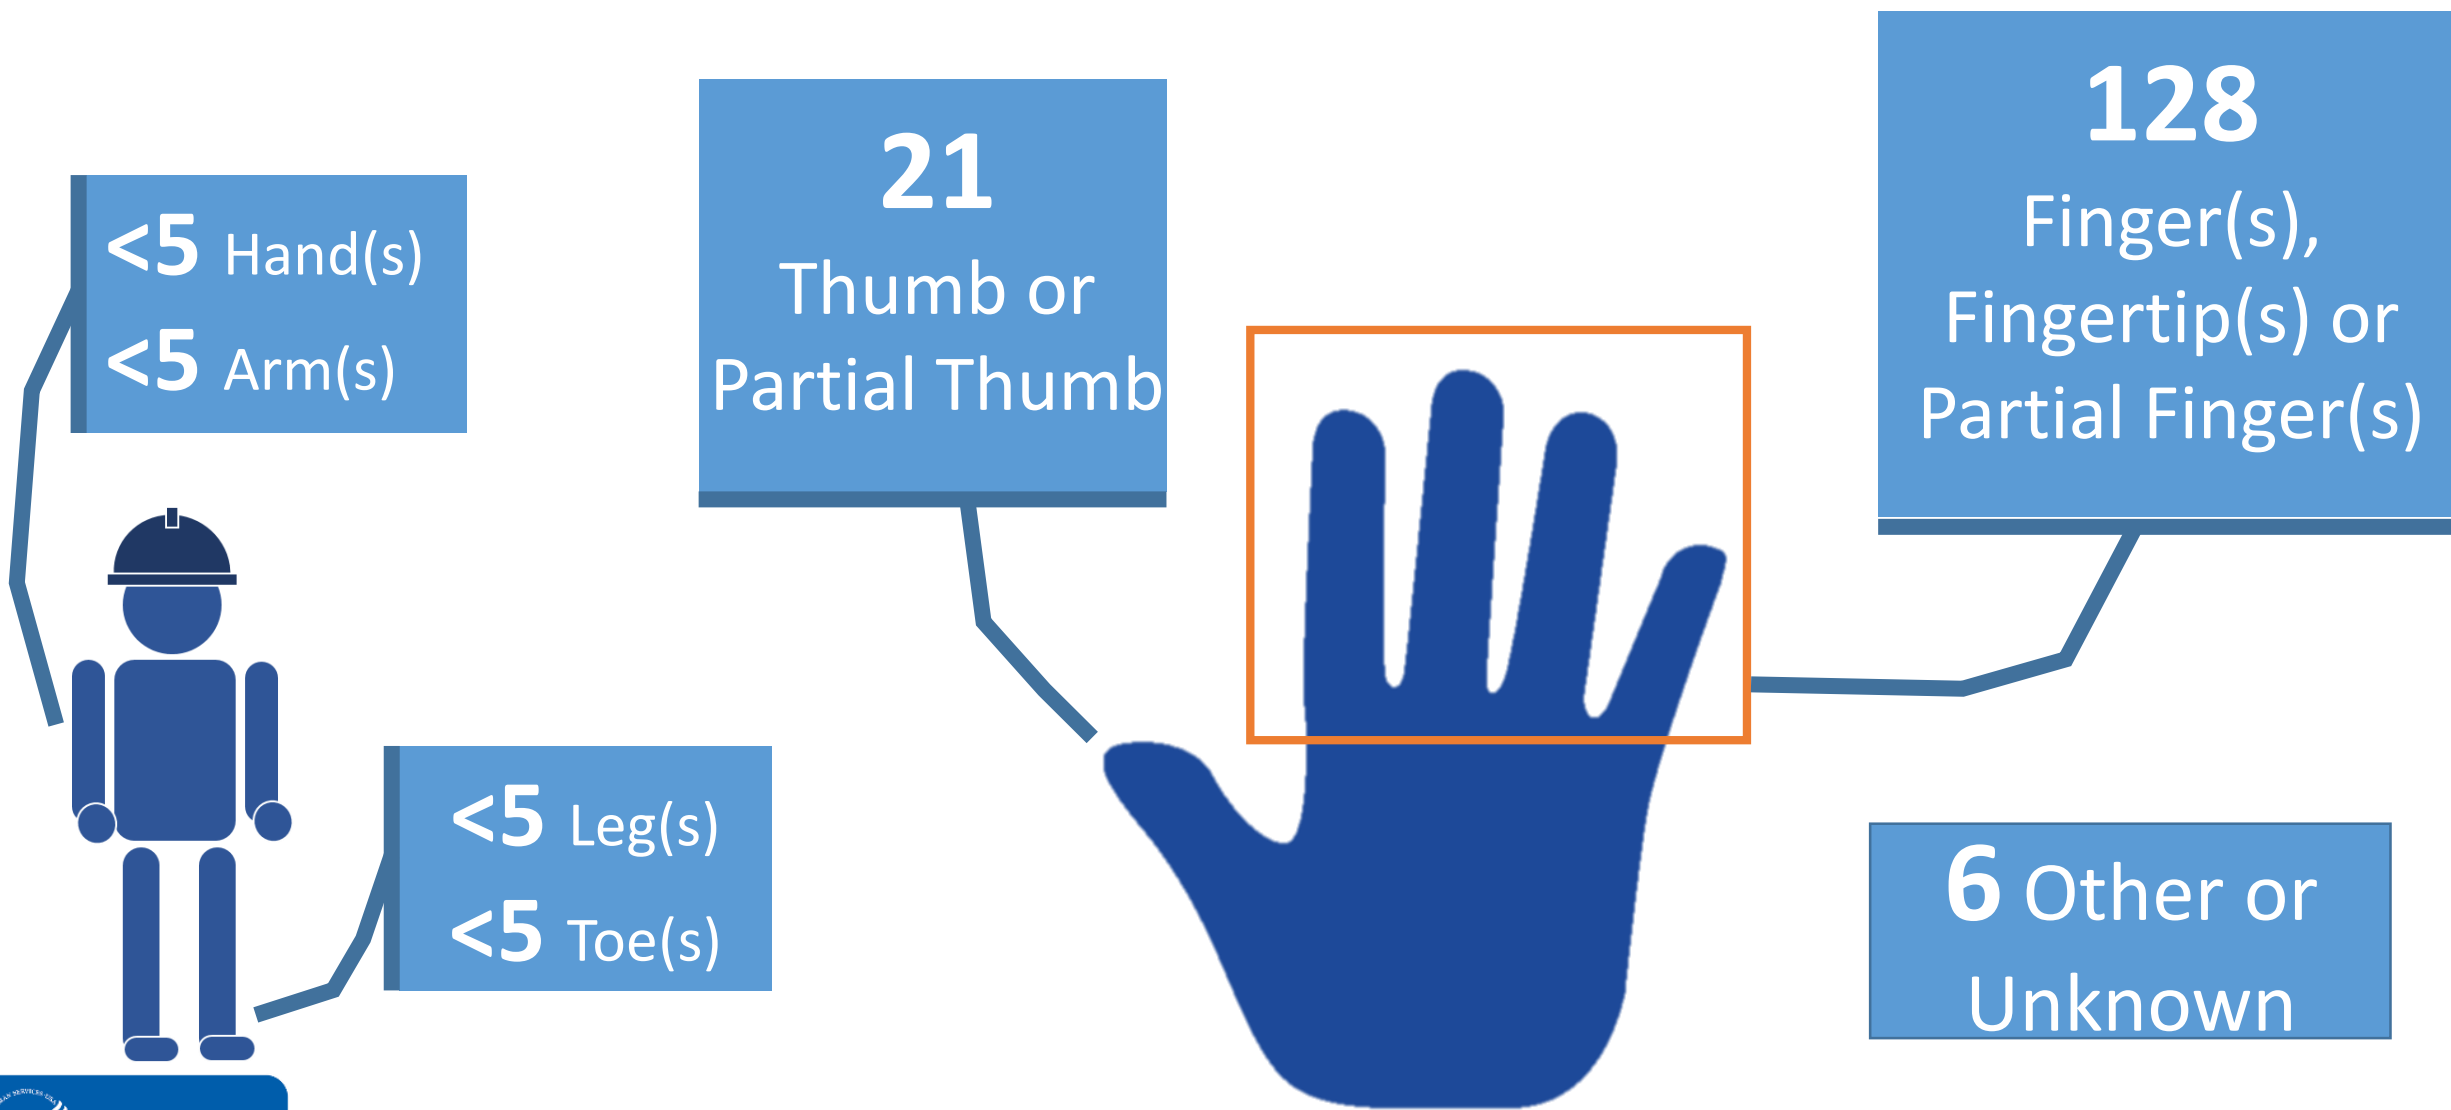 <5 Hand(s)
<5 Arm(s)
21
Thumb or
Partial Thumb
128
Finger(s),
Fingertip(s) or
Partial Finger(s)
<5 Leg(s)
<5 Toe(s)
6 Other or
Unknown